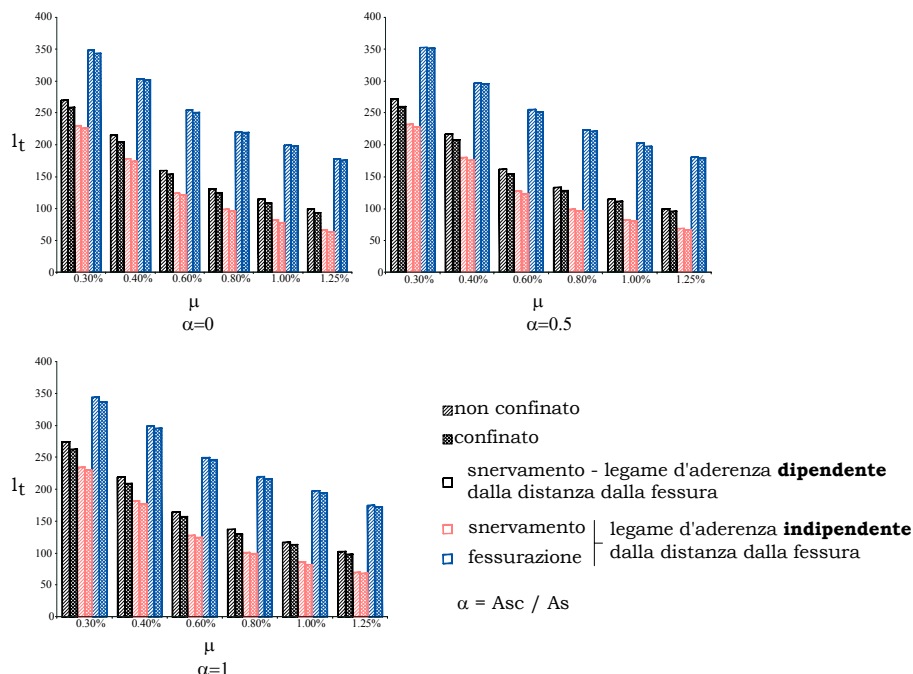 400
350
300
250
200
150
100
50
0
lt
0.30% 0.40% 0.60% 0.80% 1.00% 1.25%
μ
α=0
400
350
300
250
200
150
100
50
0
0.30% 0.40% 0.60% 0.80% 1.00% 1.25%
μ
α=0.5
400
350
300
250
200
150
100
50
0
lt
0.30% 0.40% 0.60% 0.80% 1.00% 1.25%
μ
α=1
non confinato
confinato
snervamento - legame d'aderenza dipendente
dalla distanza dalla fessura
snervamento
fessurazione
legame d'aderenza indipendente
dalla distanza dalla fessura
α = Asc / As